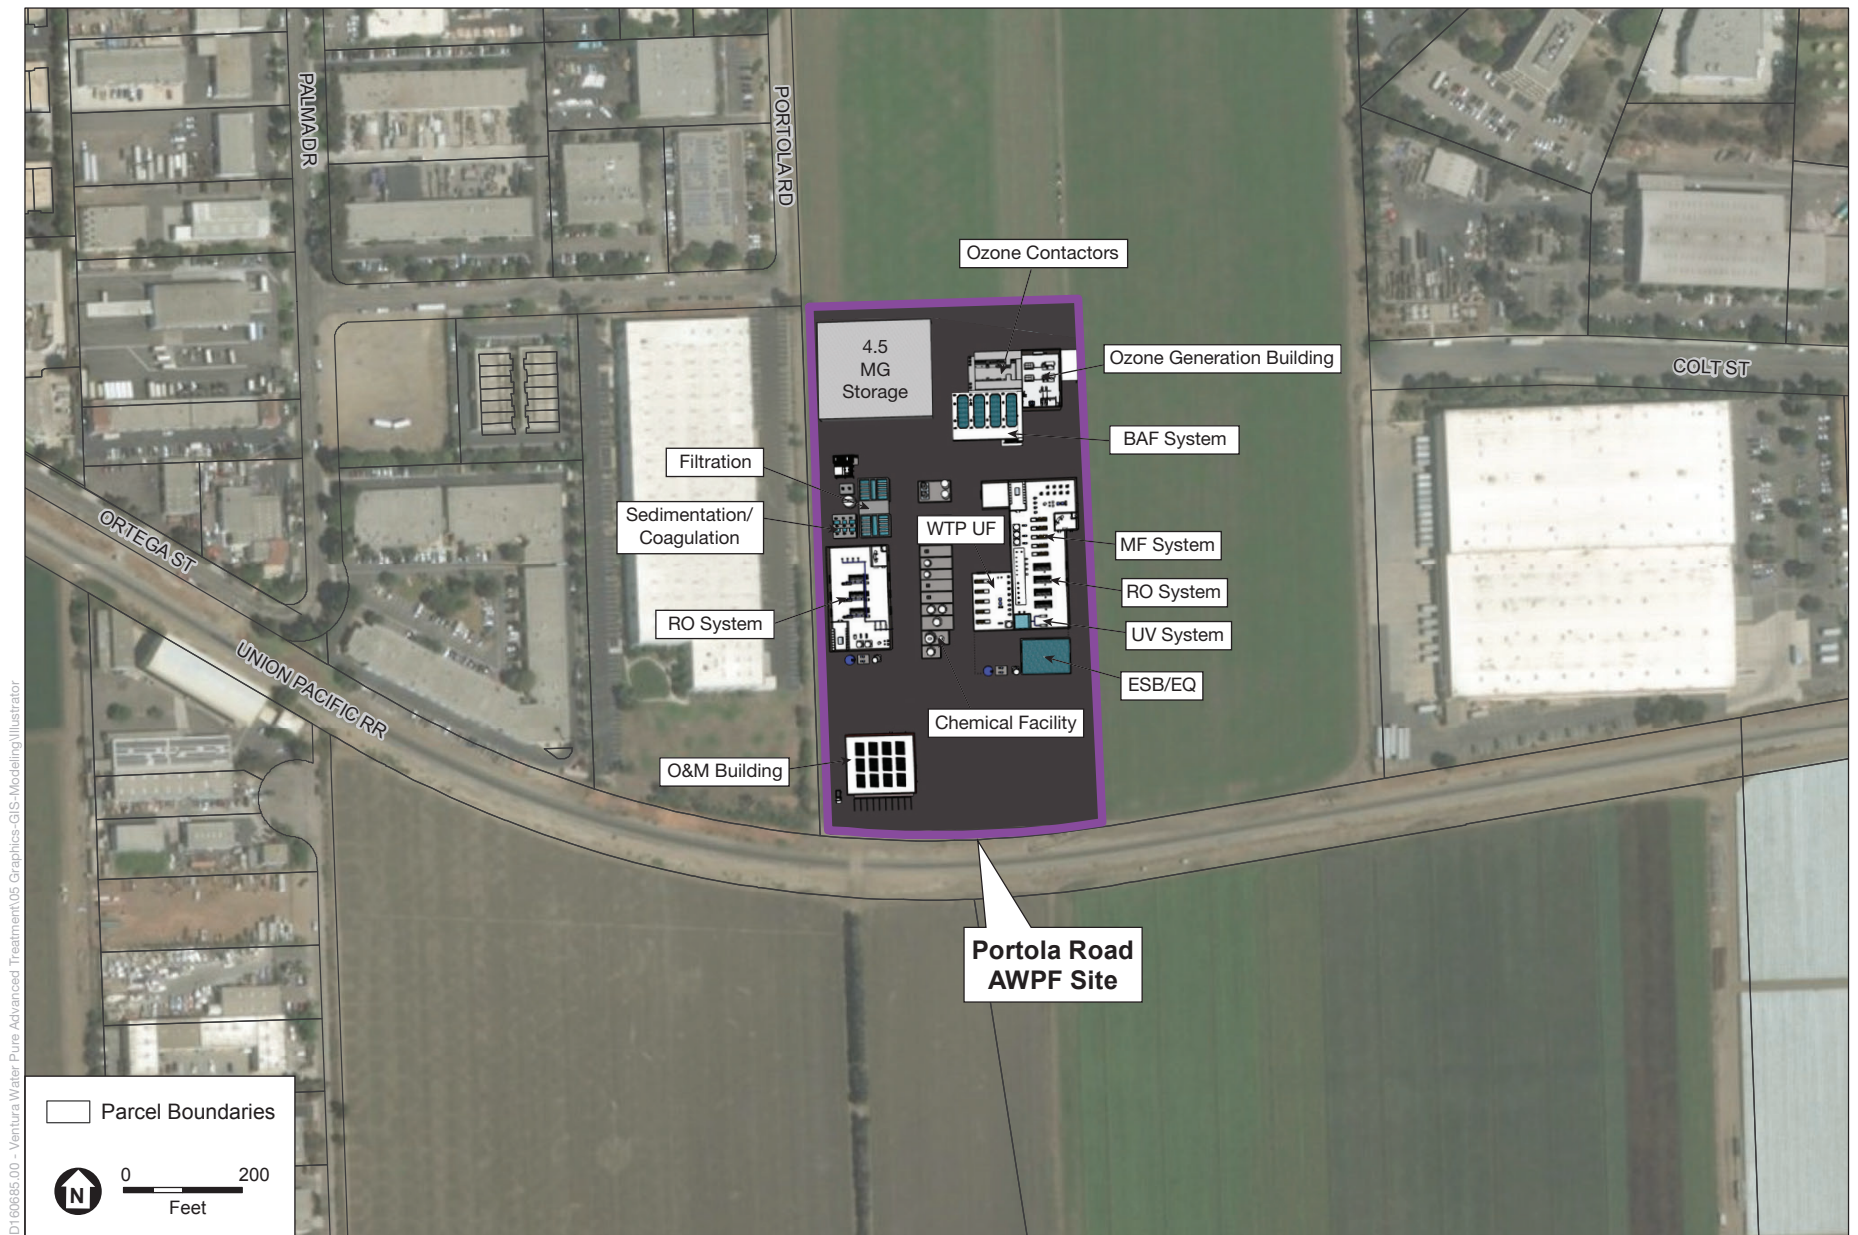 PALMA DR
PORTOLA RD
Ozone Contactors
4.5
MG
Storage
Ozone Generation Building
COLT ST
BAF System
Filtration
Sedimentation/
Coagulation
WTP UF
MF System
ORTEGA ST
RO System
RO System
UV System
UNION PACIFIC RR
ESB/EQ
Chemical Facility
O&M Building
Portola Road
AWPF Site
Parcel Boundaries
N
0 200
Feet
D160685.00 - Ventura Water Pure Advanced Treatment\05 Graphics-GIS-Modeling\Illustrator